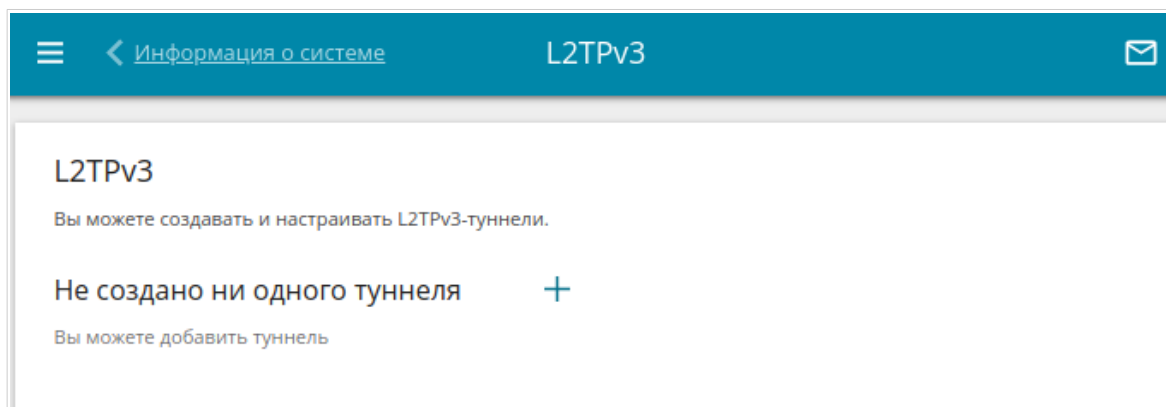 Информация о системе
L2TPv3
L2TPv3
Вы можете создавать и настраивать L2TPv3-туннели.
Не создано ни одного туннеля
Вы можете добавить туннель